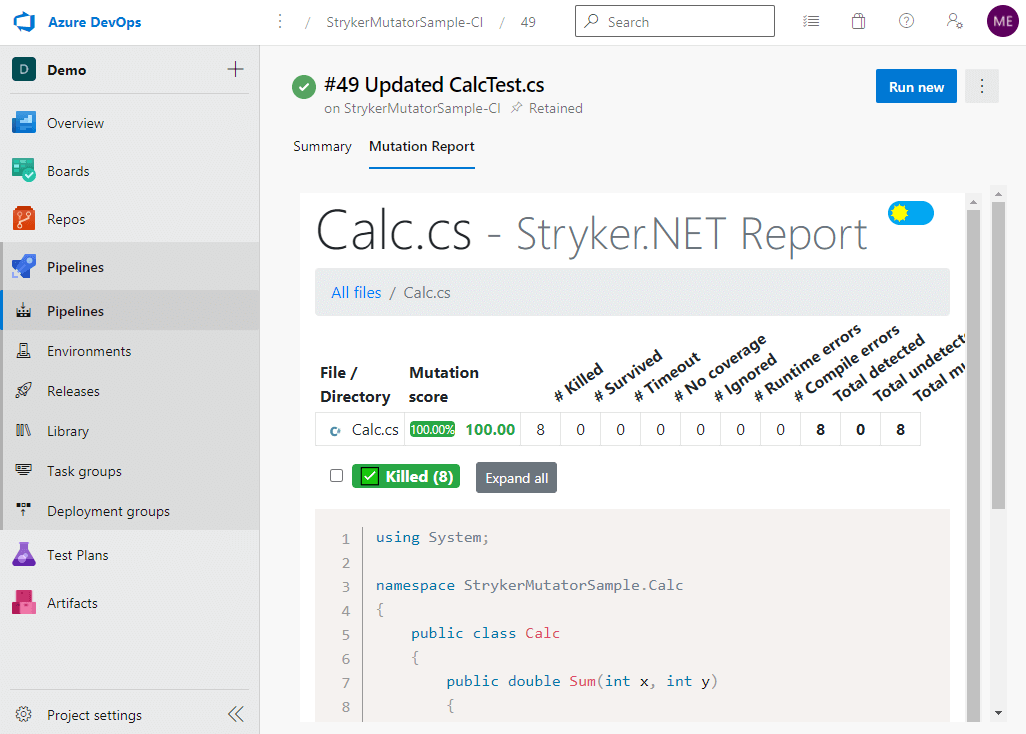 Azure DevOps
/ StrykerMutatorSample-CI / 49
Search
ME
D Demo
Overview
Boards
Repos
Pipelines
Pipelines
Environments
Releases
Library
Task groups
Deployment groups
Test Plans
Artifacts
Project settings
#49 Updated CalcTest.cs
on StrykerMutatorSample-CI Retained
Run new
Summary Mutation Report
Calc.cs - Stryker.NET Report
All files / Calc.cs
File / Directory
Mutation score
# Killed
# Survived
# Timeout
# No coverage
# Ignored
# Runtime errors
# Compile errors
Total detected
Total undetect
Total mu
Calc.cs 100.00% 100.00 8 0 0 0 0 0 0 8 0 8
Killed (8) Expand all
1 using System;
2
3 namespace StrykerMutatorSample.Calc
4 {
5 public class Calc
6 {
7 public double Sum(int x, int y)
8 {